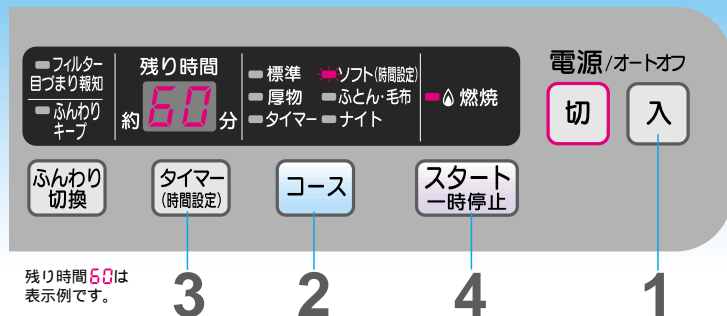 フィルター
目づまり報知
ふんわり
キープ
残り時間
約60分
標準
ソフト(時間設定)
厚物
ふとん・毛布
タイマー
ナイト
燃焼
電源/オートオフ
切
入
ふんわり
切換
タイマー
(時間設定)
コース
スタート
一時停止
残り時間60は
表示例です。
3
2
4
1